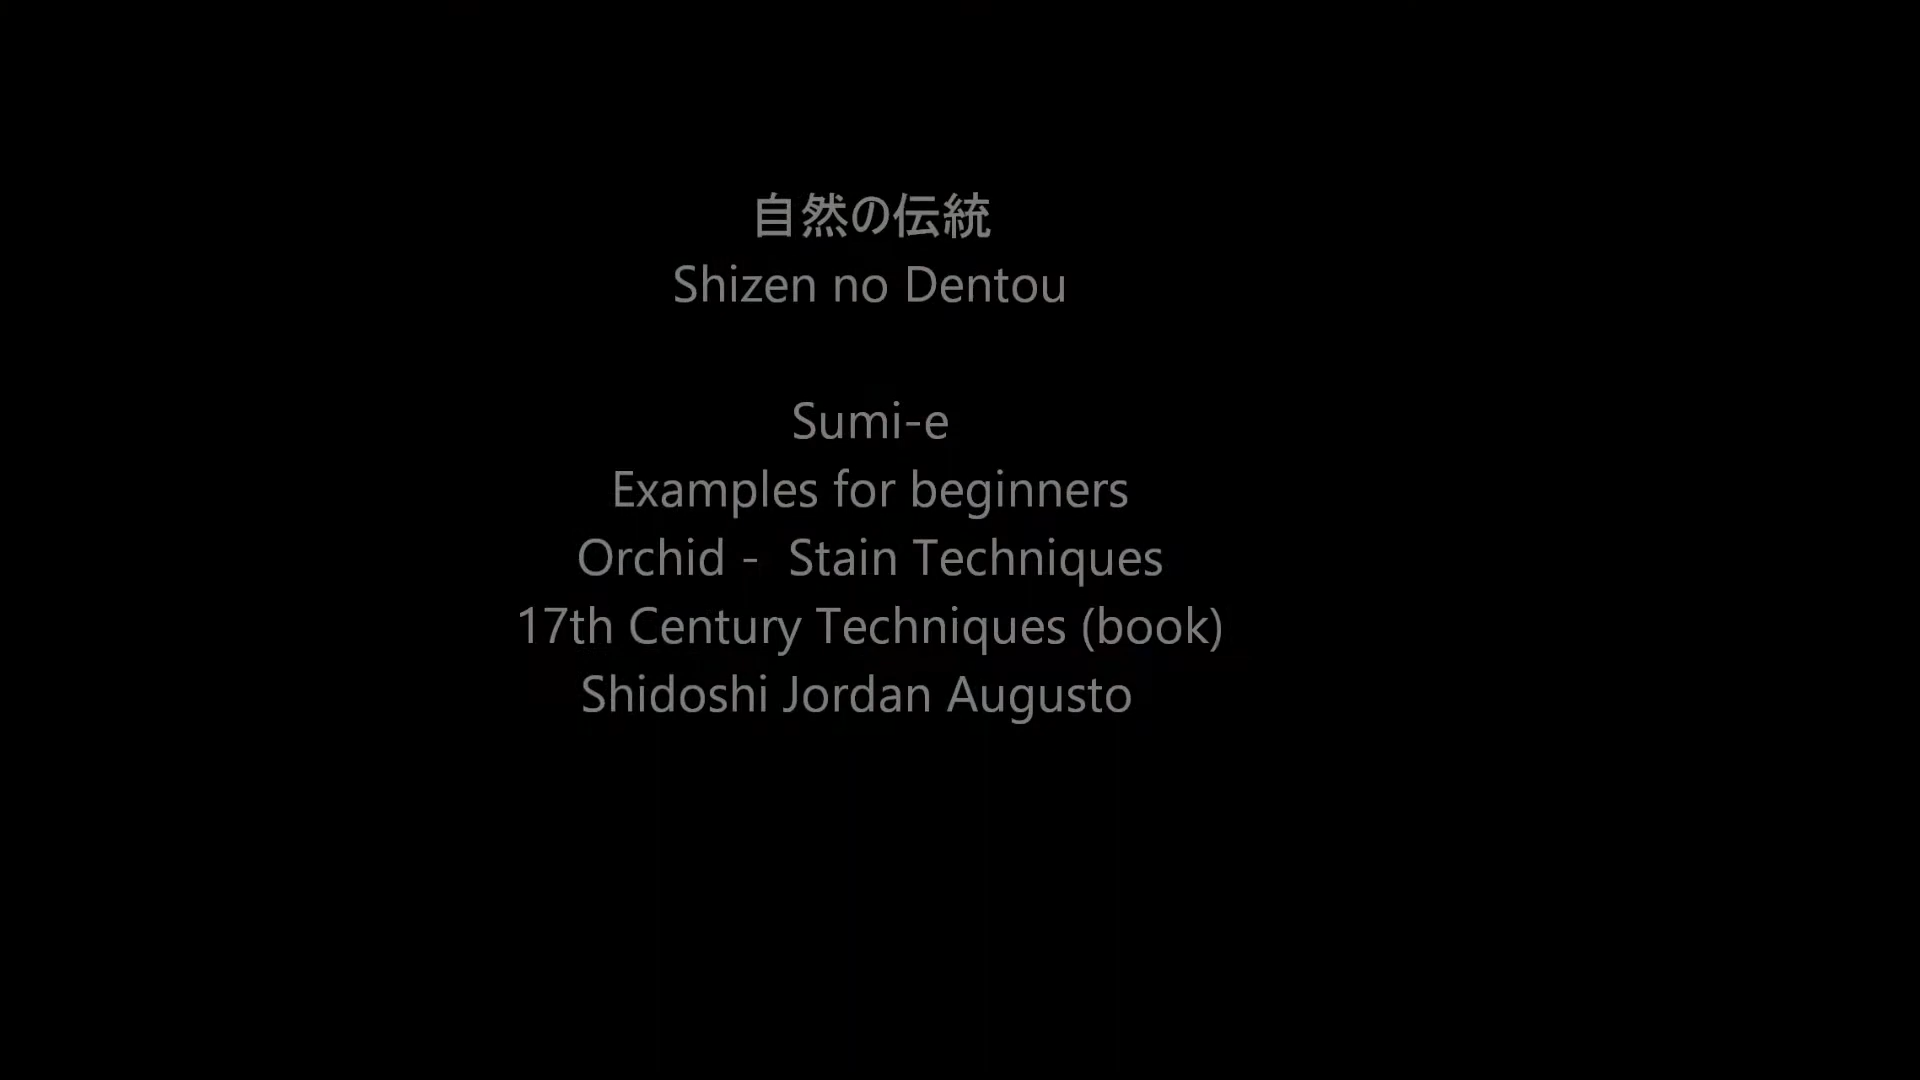 自然の伝統
Shizen no Dentou
Sumi-e
Examples for beginners
Orchid -  Stain Techniques
17th Century Techniques (book)
Shidoshi Jordan Augusto